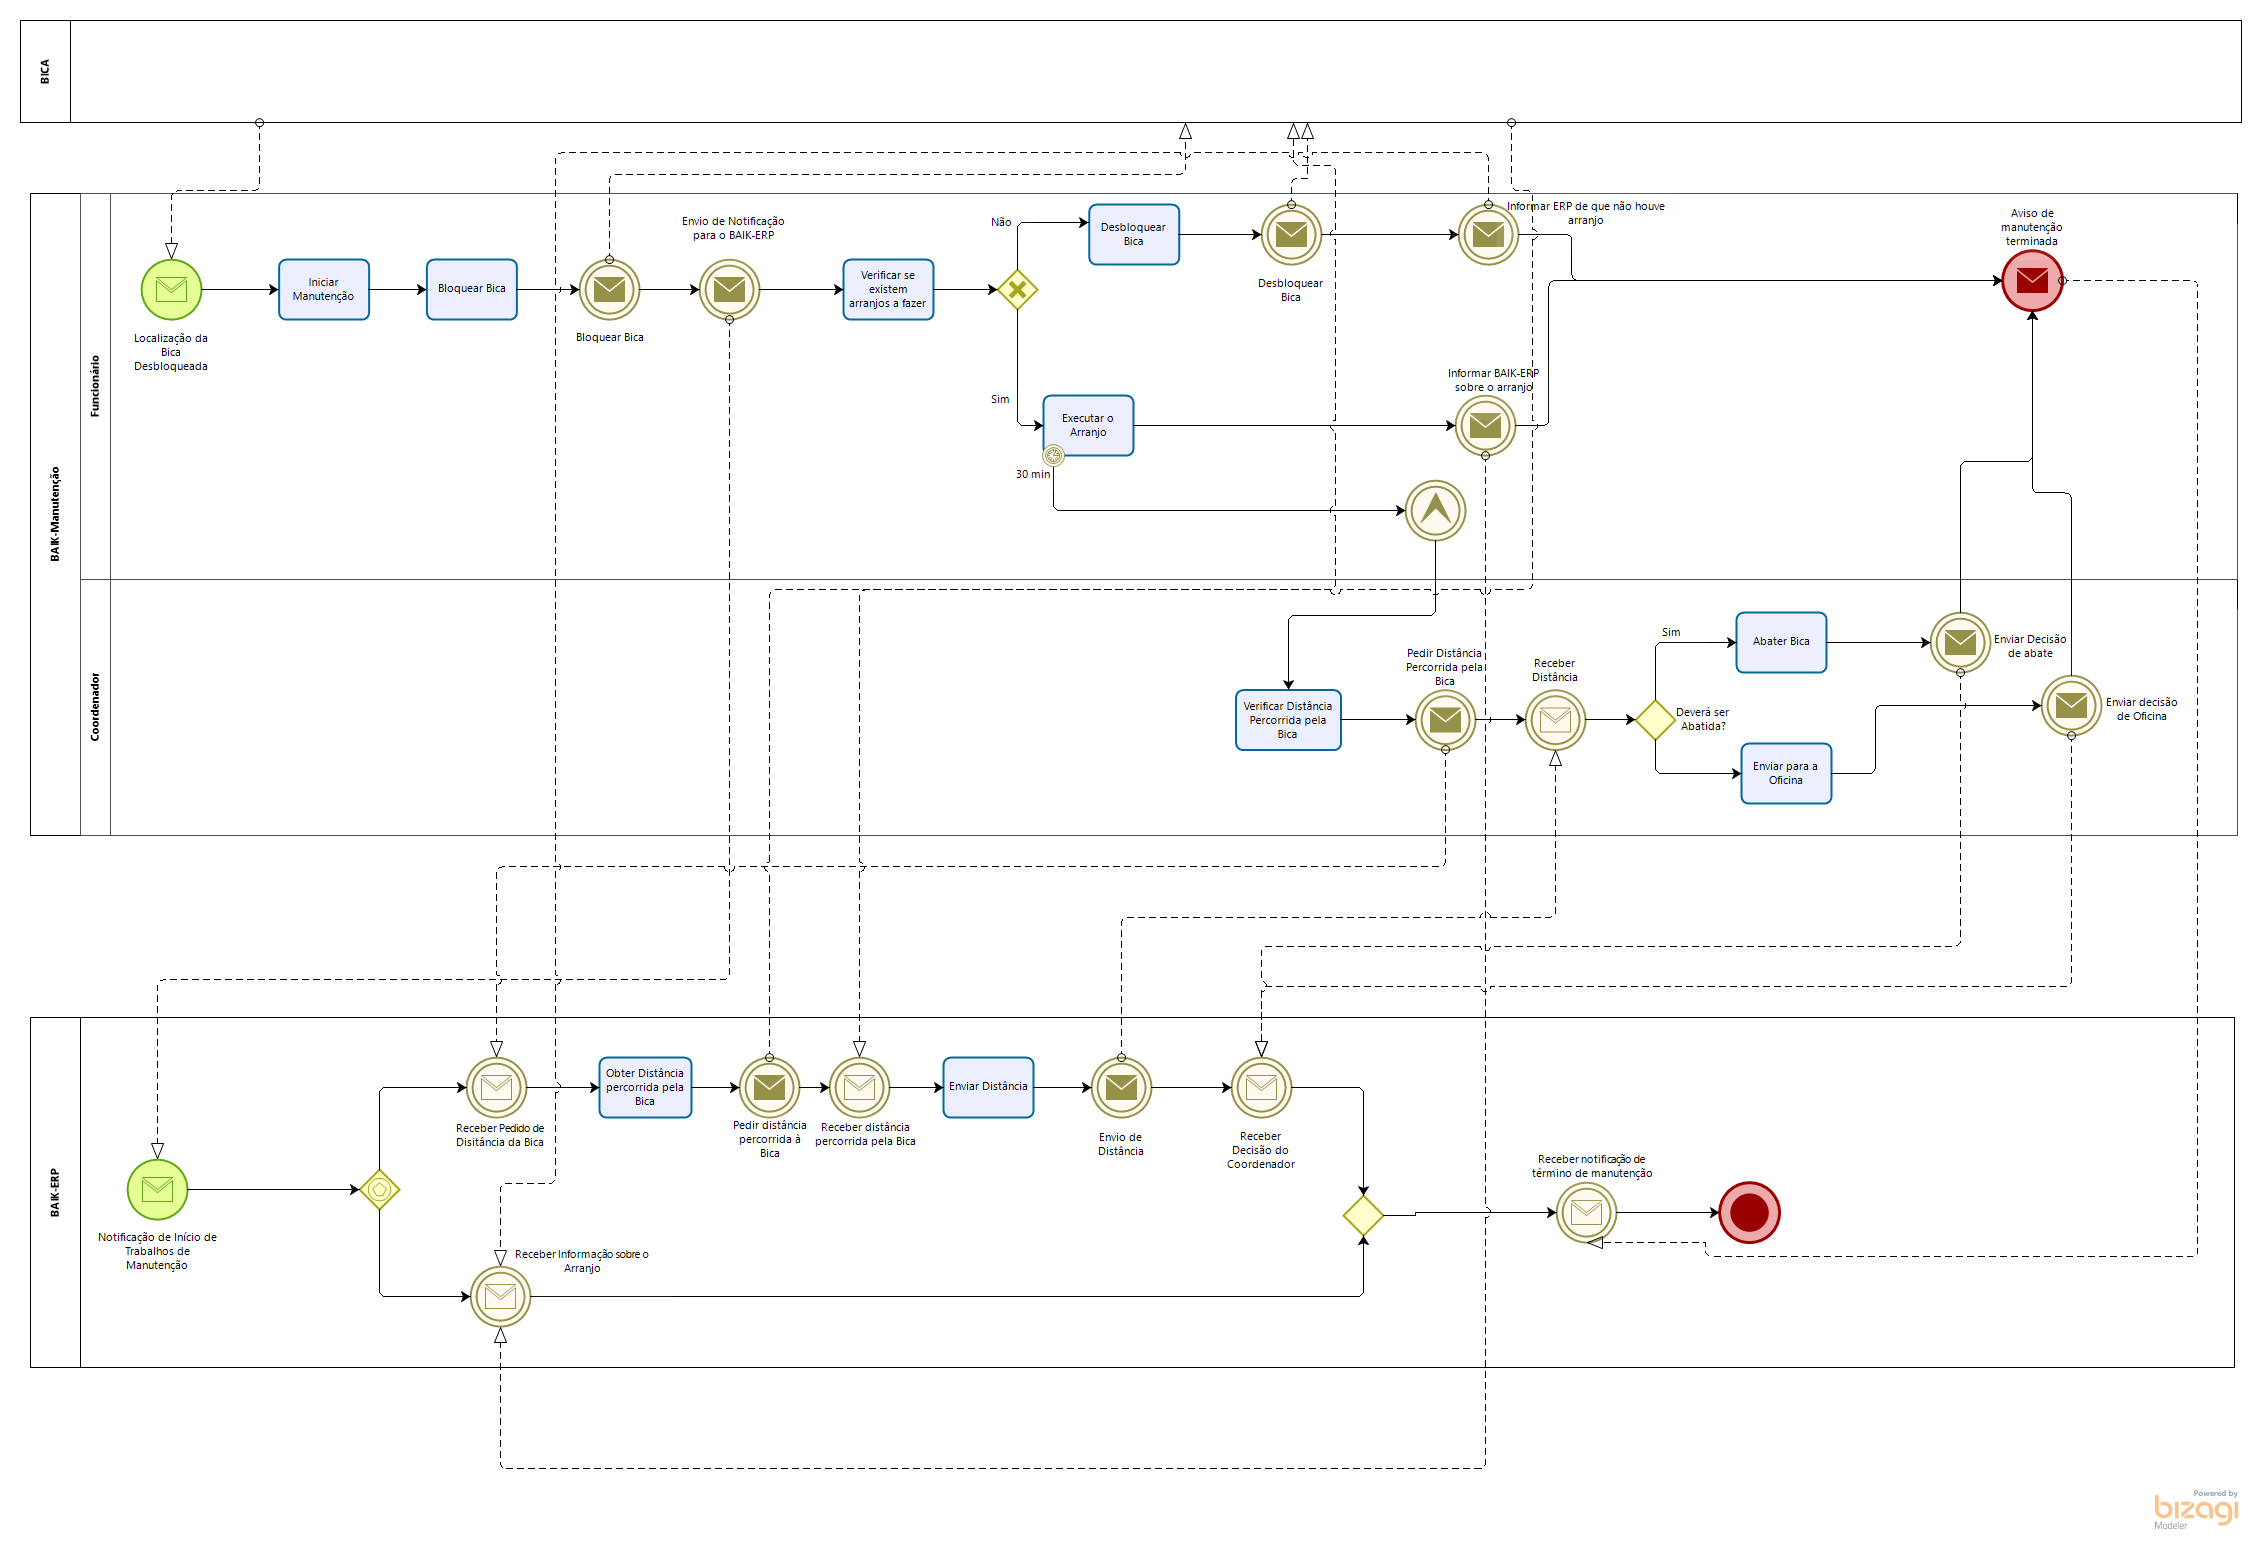 BICA
BAIK-Manutenção
Funcionário
Localização da
Bica
Desbloqueada
Iniciar
Manutenção
Bloquear Bica
Bloquear Bica
Envio de Notificação
para o BAIK-ERP
Verificar se
existem
arranjos a fazer
Não
Desbloquear
Bica
Desbloquear
Bica
Informar ERP de que não houve
arranjo
Aviso de
manutenção
terminada
Sim
Executar o
Arranjo
30 min
Informar BAIK-ERP
sobre o arranjo
Coordenador
Verificar Distância
Percorrida pela
Bica
Pedir Distância
Percorrida pela
Bica
Receber
Distância
Deverá ser
Abatida?
Sim
Abater Bica
Enviar Decisão
de abate
Enviar para a
Oficina
Enviar decisão
de Oficina
BAIK-ERP
Notificação de Início de
Trabalhos de
Manutenção
Receber Pedido de
Disitância da Bica
Obter Distância
percorrida pela
Bica
Pedir distância
percorrida à
Bica
Receber distância
percorrida pela Bica
Enviar Distância
Envio de
Distância
Receber
Decisão do
Coordenador
Receber Informação sobre o
Arranjo
Receber notificação de
término de manutenção
Powered by
bizagi
Modeler